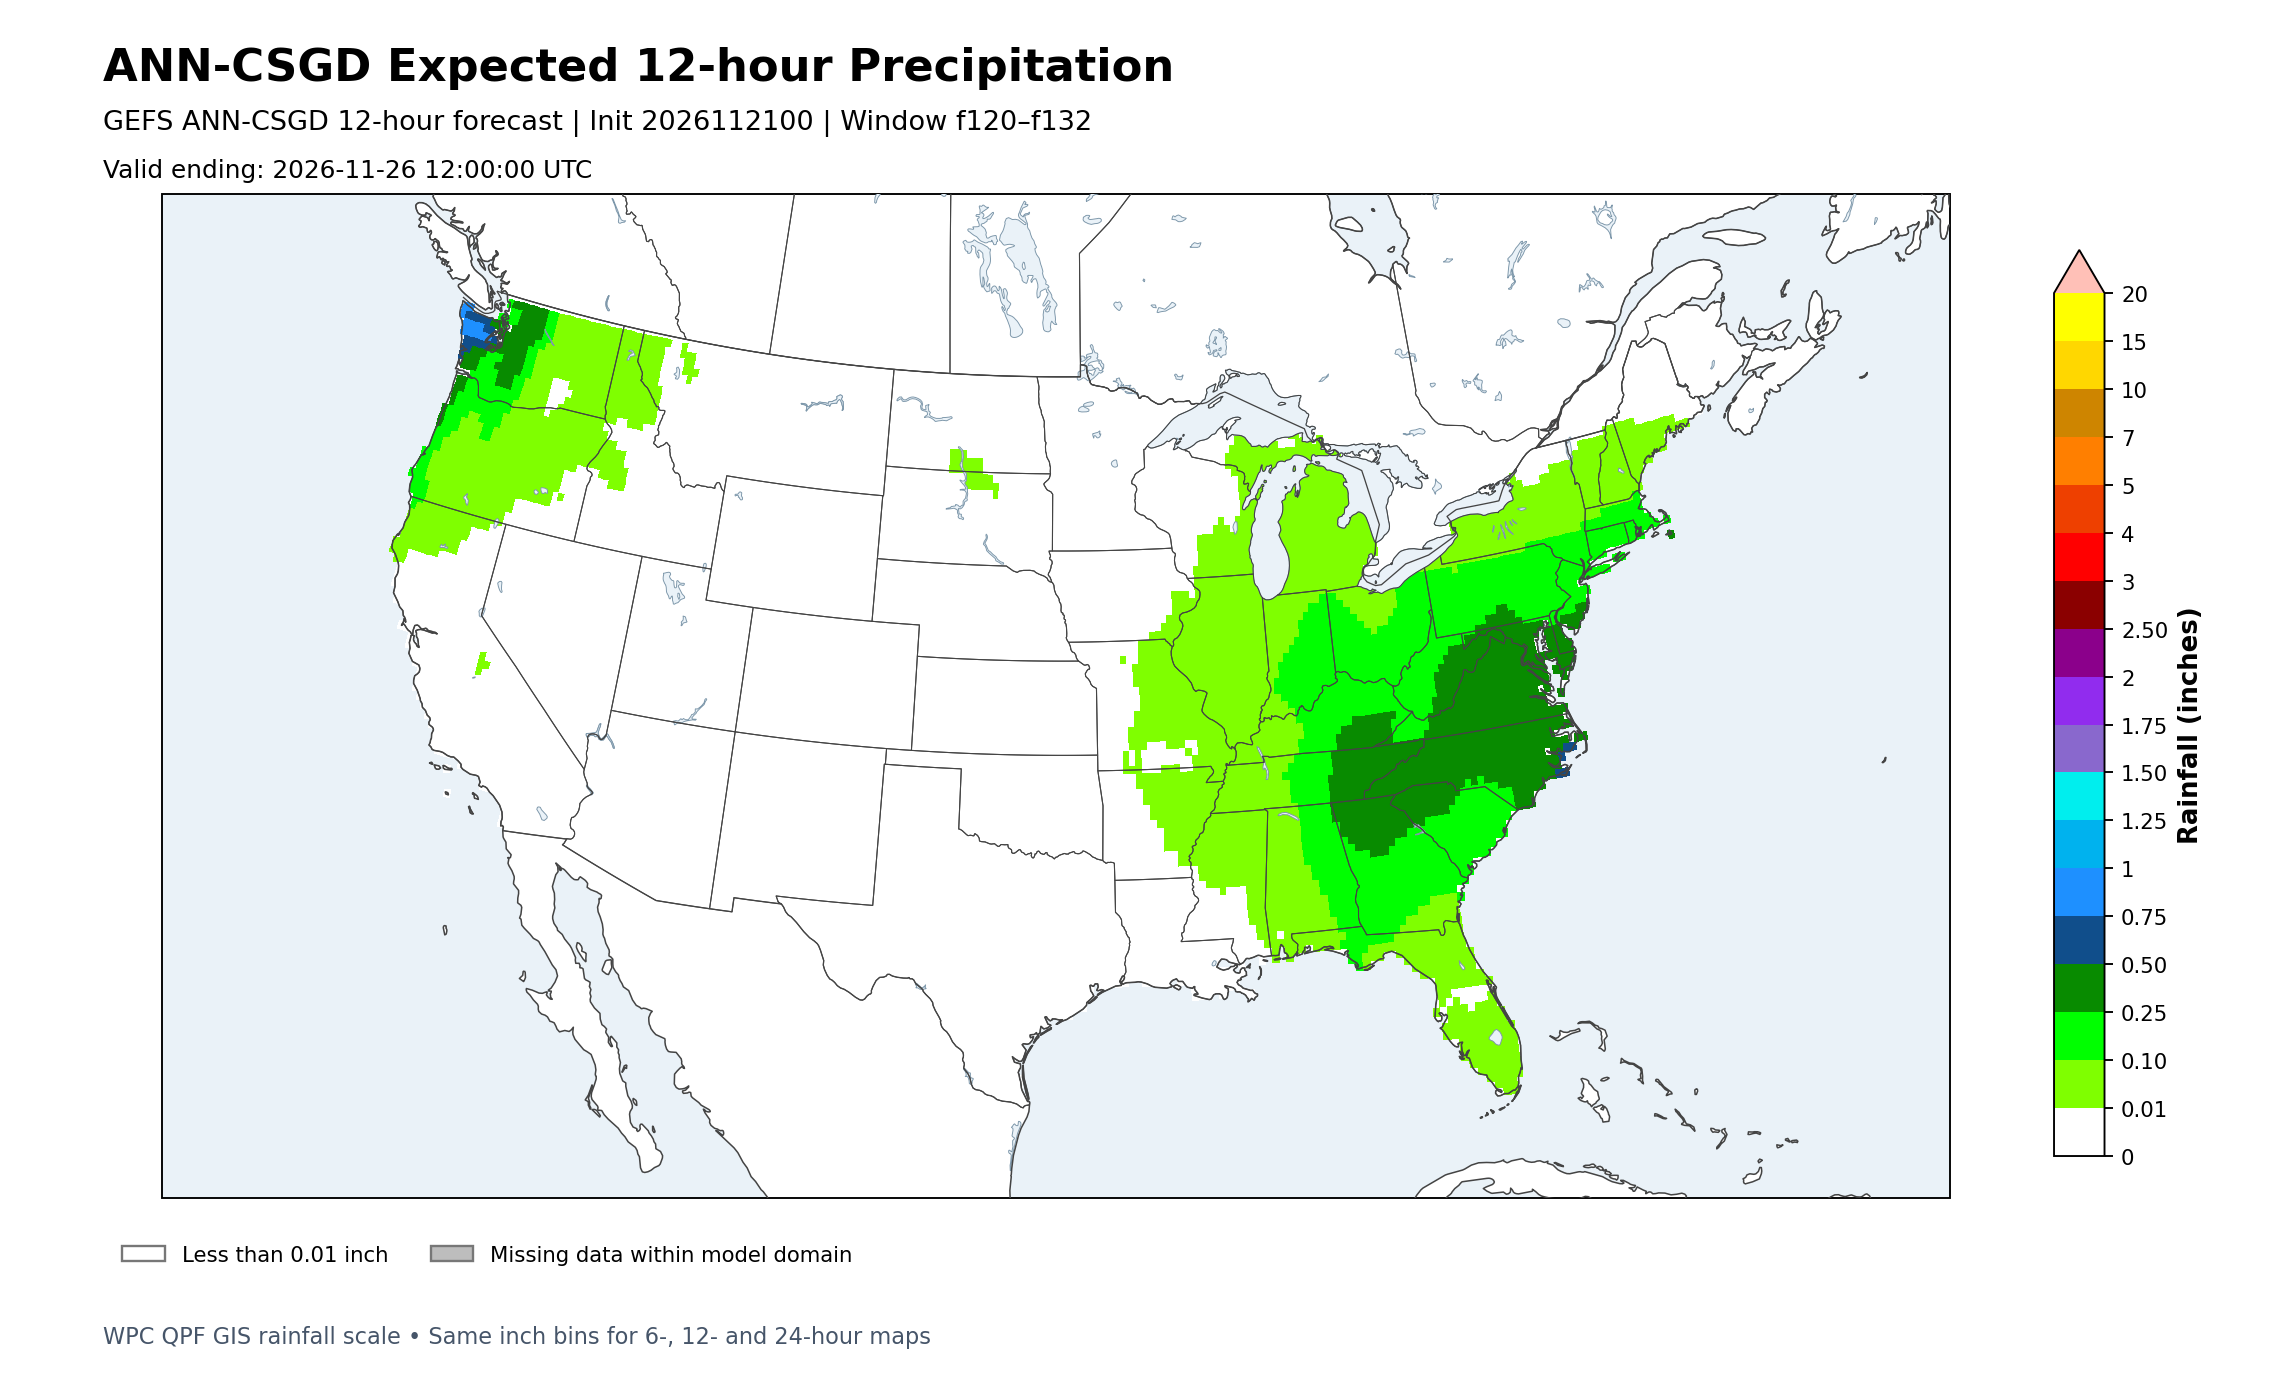 ANN-CSGD Expected 12-hour Precipitation
GEFS ANN-CSGD 12-hour forecast | Init 2026112100 | Window f120–f132
Valid ending: 2026-11-26 12:00:00 UTC
20
15
10
7
5
4
3
2.50
2
1.75
1.50
1.25
1
0.75
0.50
0.25
0.10
0.01
0
Rainfall (inches)
Less than 0.01 inch
Missing data within model domain
WPC QPF GIS rainfall scale • Same inch bins for 6-, 12- and 24-hour maps